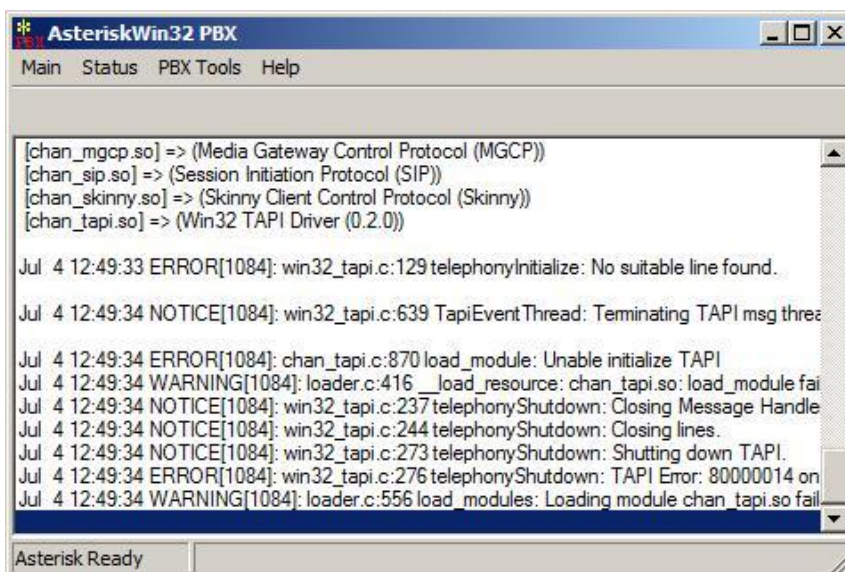 PBX
AsteriskWin32 PBX
Main Status PBX Tools Help
[chan_mgcp.so] => (Media Gateway Control Protocol (MGCP))
[chan_sip.so] => (Session Initiation Protocol (SIP))
[chan_skinny.so] => (Skinny Client Control Protocol (Skinny))
[chan_tapi.so] => (Win32 TAPI Driver (0.2.0))
Jul 4 12:49:33 ERROR[1084]: win32_tapi.c:129 telephonyInitialize: No suitable line found.
Jul 4 12:49:34 NOTICE[1084]: win32_tapi.c:639 TapiEventThread: Terminating TAPI msg threa
Jul 4 12:49:34 ERROR[1084]: chan_tapi.c:870 load_module: Unable initialize TAPI
Jul 4 12:49:34 WARNING[1084]: loader.c:416 __load_resource: chan_tapi.so: load_module fai
Jul 4 12:49:34 NOTICE[1084]: win32_tapi.c:237 telephonyShutdown: Closing Message Handle
Jul 4 12:49:34 NOTICE[1084]: win32_tapi.c:244 telephonyShutdown: Closing lines.
Jul 4 12:49:34 NOTICE[1084]: win32_tapi.c:273 telephonyShutdown: Shutting down TAPI.
Jul 4 12:49:34 ERROR[1084]: win32_tapi.c:276 telephonyShutdown: TAPI Error: 80000014 on
Jul 4 12:49:34 WARNING[1084]: loader.c:556 load_modules: Loading module chan_tapi.so fail
Asterisk Ready